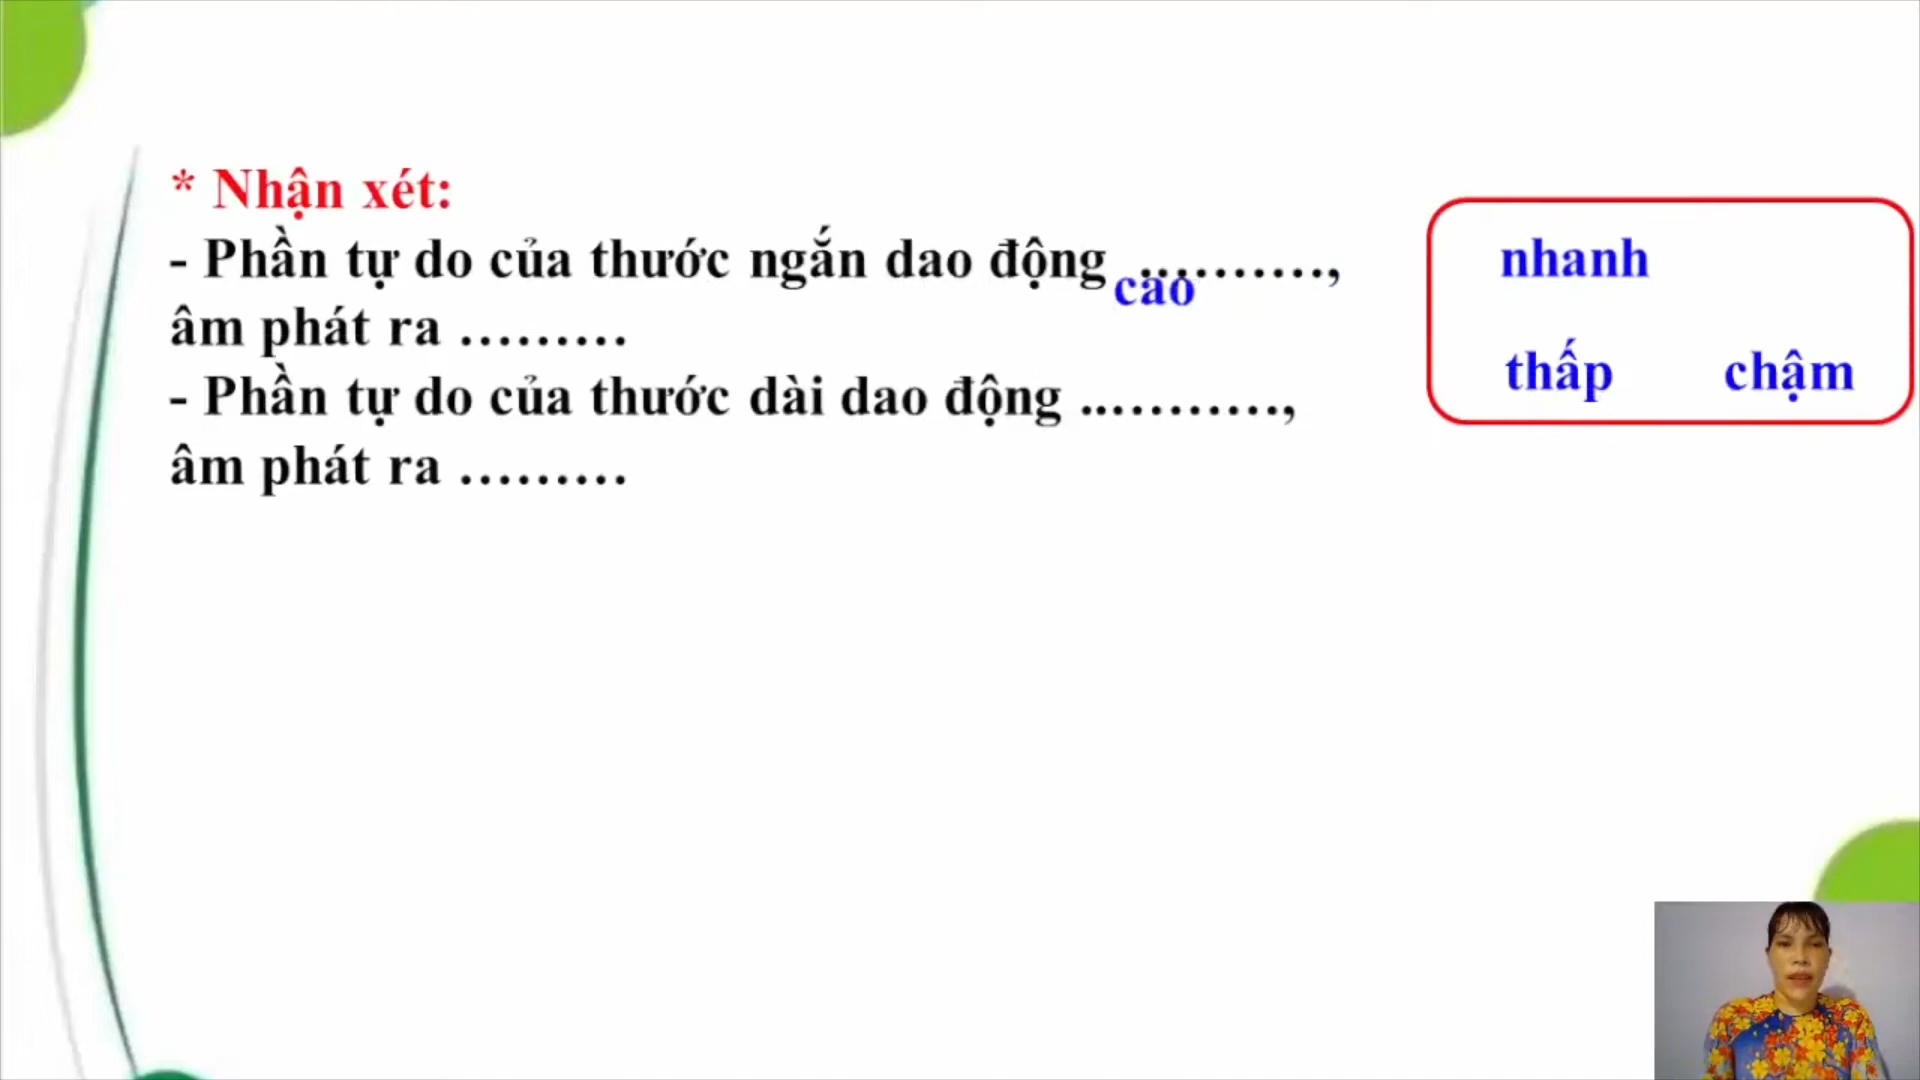 * Nhận xét:
- Phần tự do của thước ngắn dao động ..........,
cao
âm phát ra .........
- Phần tự do của thước dài dao động ...........,
âm phát ra .........
nhanh
thấp chậm